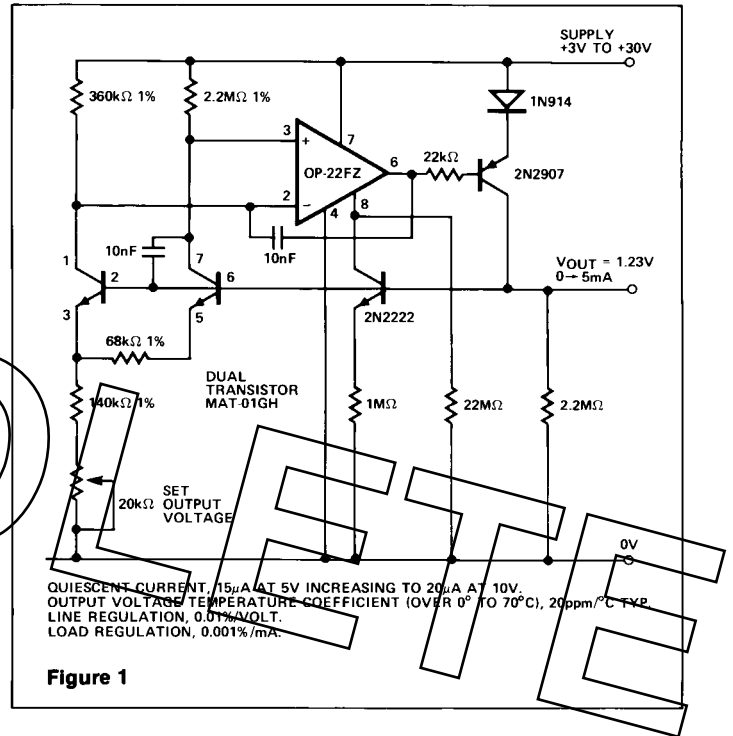 SUPPLY
+3V TO +30V
360kΩ 1%
2.2MΩ 1%
1N914
3
+
7
OP-22FZ
6
22kΩ
2N2907
2
−
4
8
10nF
10nF
1
2
7
6
VOUT = 1.23V
0→5mA
3
5
2N2222
68kΩ 1%
DUAL
TRANSISTOR
MAT-01GH
140kΩ 1%
1MΩ
22MΩ
2.2MΩ
20kΩ
SET
OUTPUT
VOLTAGE
0V
QUIESCENT CURRENT, 15μA AT 5V INCREASING TO 20μA AT 10V.
OUTPUT VOLTAGE TEMPERATURE COEFFICIENT (OVER 0° TO 70°C), 20ppm/°C TYP.
LINE REGULATION, 0.01%/VOLT.
LOAD REGULATION, 0.001%/mA.
Figure 1
LETE